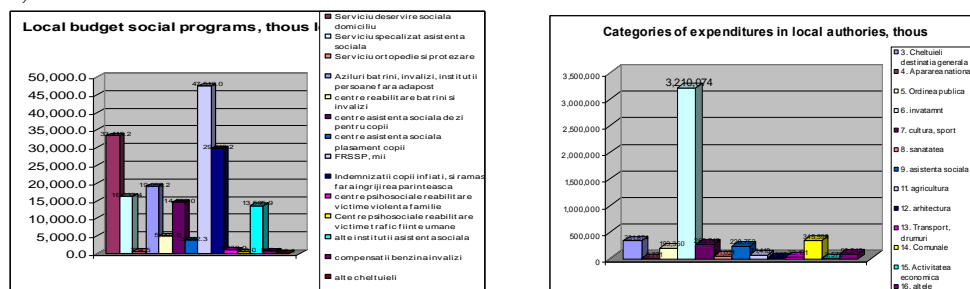 Local budget social programs, thous l
50,000.0
45,000.0
40,000.0
35,000.0
30,000.0
25,000.0
20,000.0
15,000.0
10,000.0
5,000.0
0.0
Serviciu deservire sociala
domiciliu
Serviciu specalizat asistenta
sociala
Serviciu ortopedie si protezare
Aziluri batrini, invalizi, institutii
persoane fara adapost
centre reabilitare batrini si
invalizi
centre asistenta sociala de zi
pentru copii
centre asistenta sociala
plasament copii
FRSSP, mii
Indemnizatii copii infiati, si ramas
fara ingrijirea parinteasca
centre psihosociale reabilitare
victime violenta familie
Centre psihosociale reabilitare
victime trafic fiinte umane
alte institutii asistenta sociala
compensatii benzina invalizi
alte cheltuieli
Categories of expenditures in local authories, thous
3,210,074
3,500,000
3,000,000
2,500,000
2,000,000
1,500,000
1,000,000
500,000
0
3. Cheltuieli
destinatia generala
4. Apararea nationa
5. Ordinea publica
6. invatamnt
7. cultura, sport
8. sanatatea
9. asistenta sociala
11. agricultura
12. arhitectura
13. Transport,
drumuri
14. Comunale
15. Activitatea
economica
16. altele